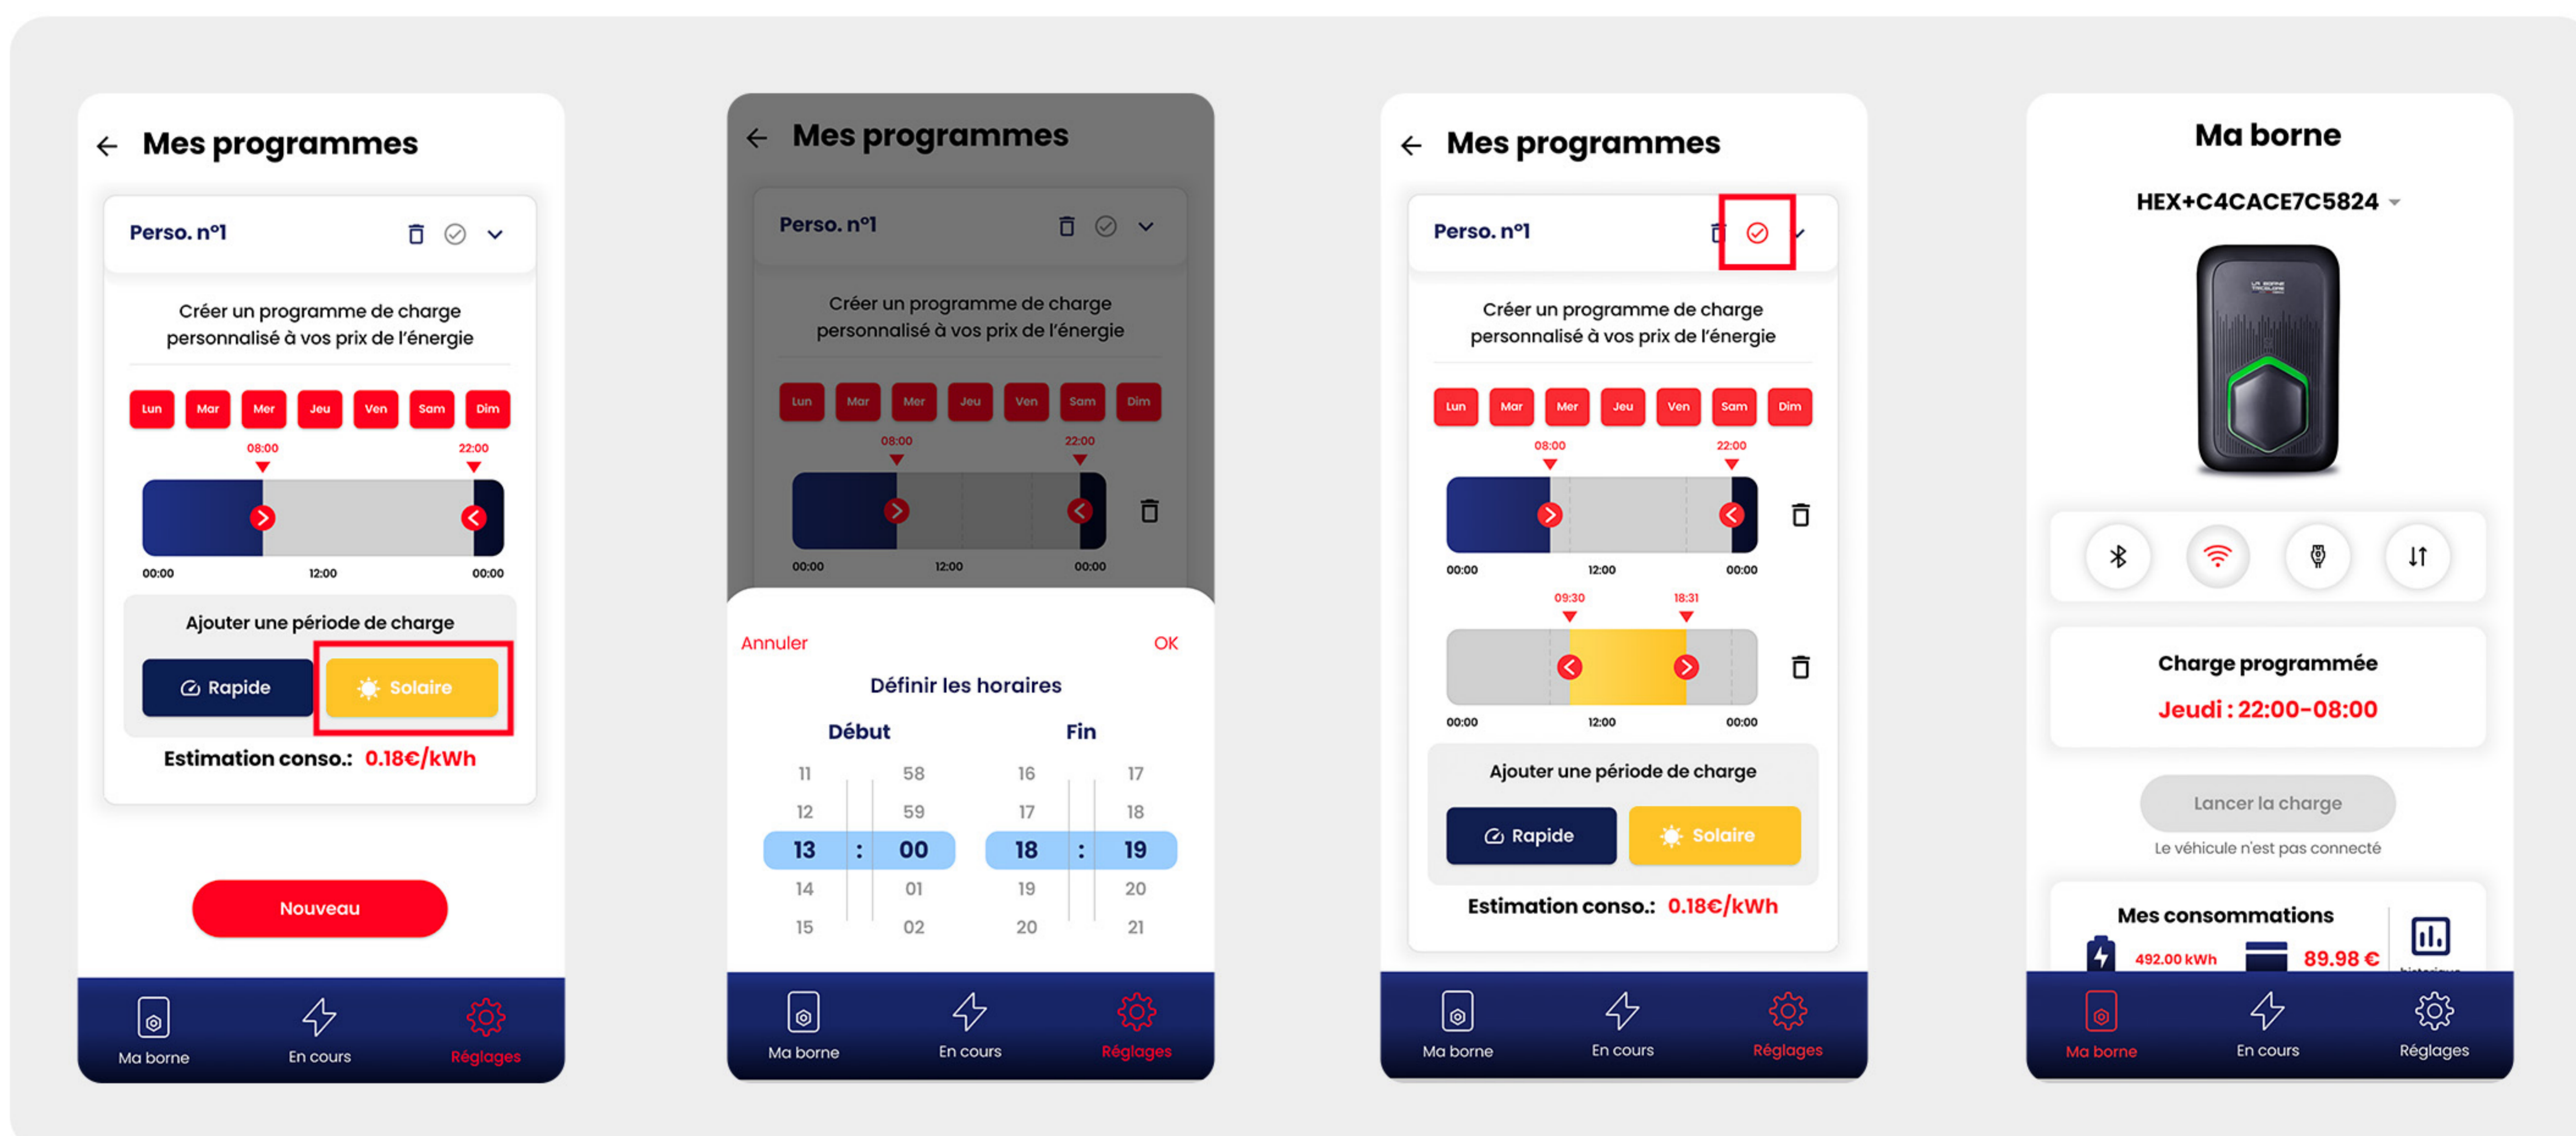 Mes programmes
Perso. n°1
Créer un programme de charge
personnalisé à vos prix de l'énergie
Lun Mar Mer Jeu Ven Sam Dim
08:00 22:00
00:00 12:00 00:00
Ajouter une période de charge
Rapide Solaire
Estimation conso.: 0.18€/kWh
Nouveau
Ma borne En cours Réglages
Mes programmes
Perso. n°1
Créer un programme de charge
personnalisé à vos prix de l'énergie
Lun Mar Mer Jeu Ven Sam Dim
08:00 22:00
00:00 12:00 00:00
Annuler OK
Définir les horaires
Début Fin
11 58 16 17
12 59 17 18
13 : 00 18 : 19
14 01 19 20
15 02 20 21
Ma borne En cours Réglages
Mes programmes
Perso. n°1
Créer un programme de charge
personnalisé à vos prix de l'énergie
Lun Mar Mer Jeu Ven Sam Dim
08:00 22:00
00:00 12:00 00:00
09:30 18:31
00:00 12:00 00:00
Ajouter une période de charge
Rapide Solaire
Estimation conso.: 0.18€/kWh
Ma borne En cours Réglages
Ma borne
HEX+C4CACE7C5824
LA BORNE
TRICOLORE
Charge programmée
Jeudi : 22:00-08:00
Lancer la charge
Le véhicule n'est pas connecté
Mes consommations
492.00 kWh 89.98 €
Ma borne En cours Réglages